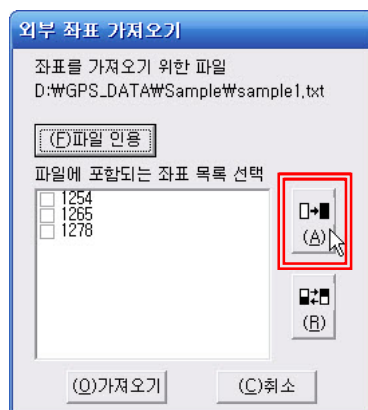 외부 좌표 가져오기
좌표를 가져오기 위한 파일
D:₩GPS_DATA₩Sample₩sample1,txt
(F)파일 인용
파일에 포함되는 좌표 목록 선택
1254
1265
1278
(A)
(R)
(O)가져오기
(C)취소